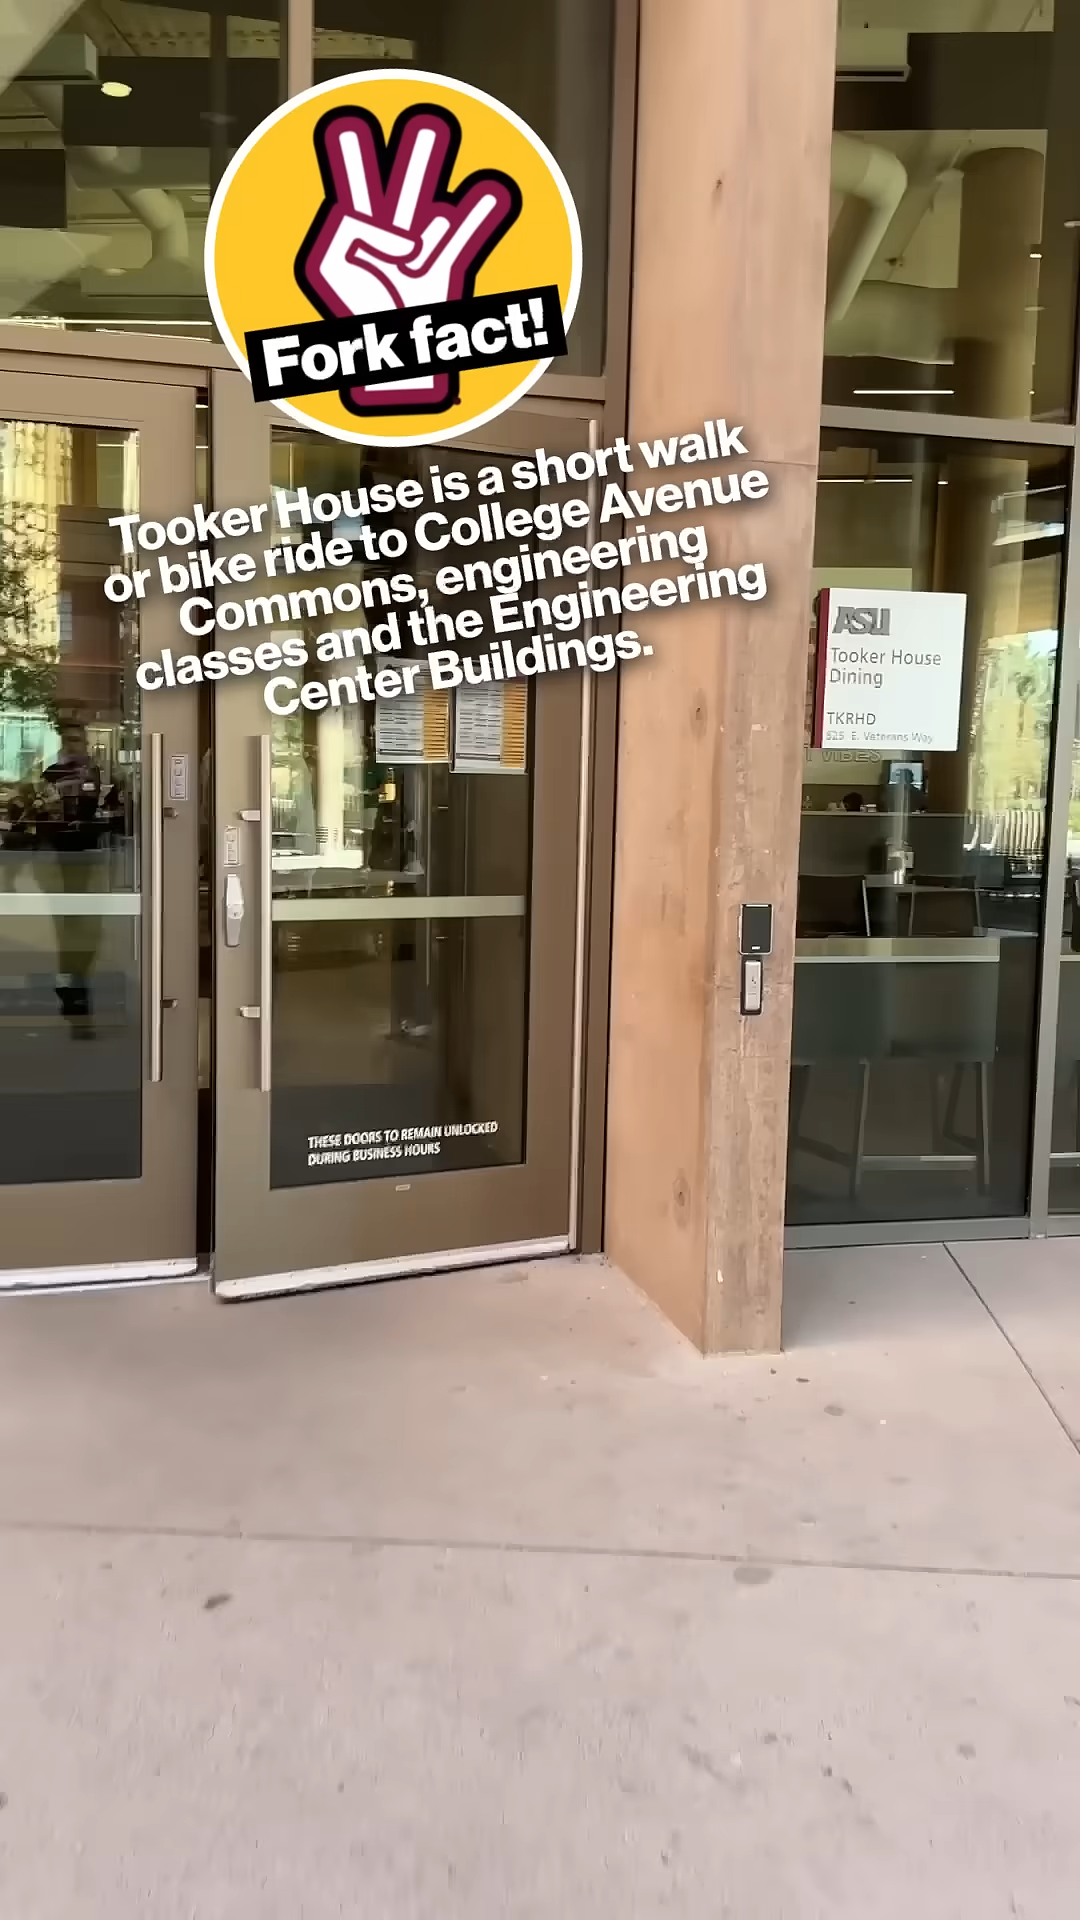 Fork fact!
Tooker House is a short walk
or bike ride to College Avenue
Commons, engineering
classes and the Engineering
Center Buildings.
ASU
Tooker House
Dining
TKRHD
525 E. Veterans Way
VIBES
PULL
THESE DOORS TO REMAIN UNLOCKED
DURING BUSINESS HOURS